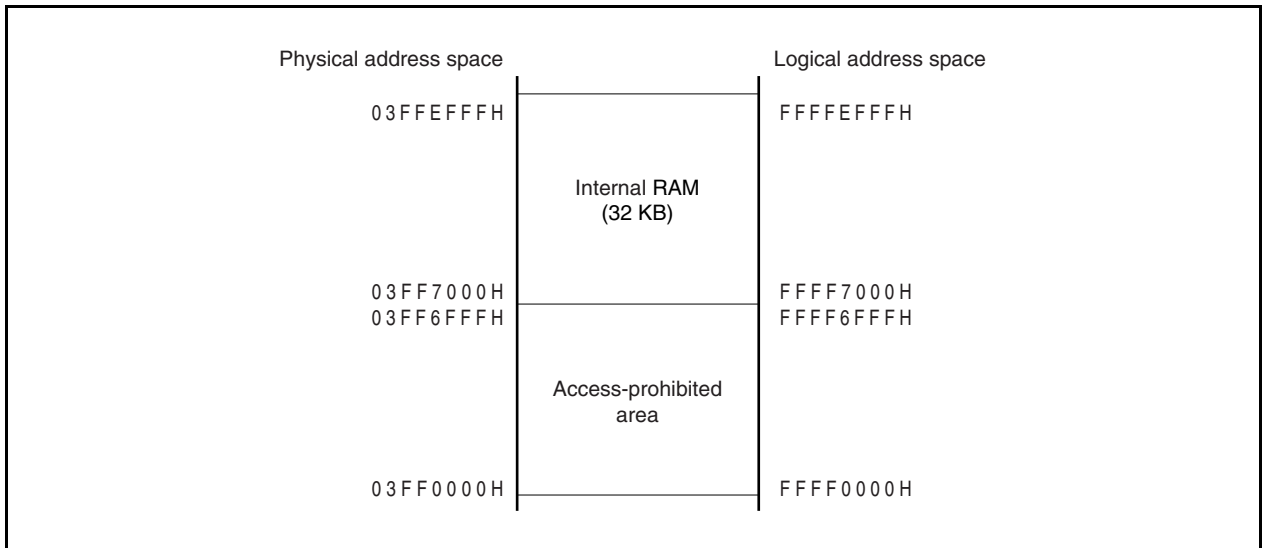 Physical address space
Logical address space
03FFEFFFH
FFFFEFFFH
Internal RAM
(32 KB)
03FF7000H
FFFF7000H
03FF6FFFH
FFFF6FFFH
Access-prohibited
area
03FF0000H
FFFF0000H